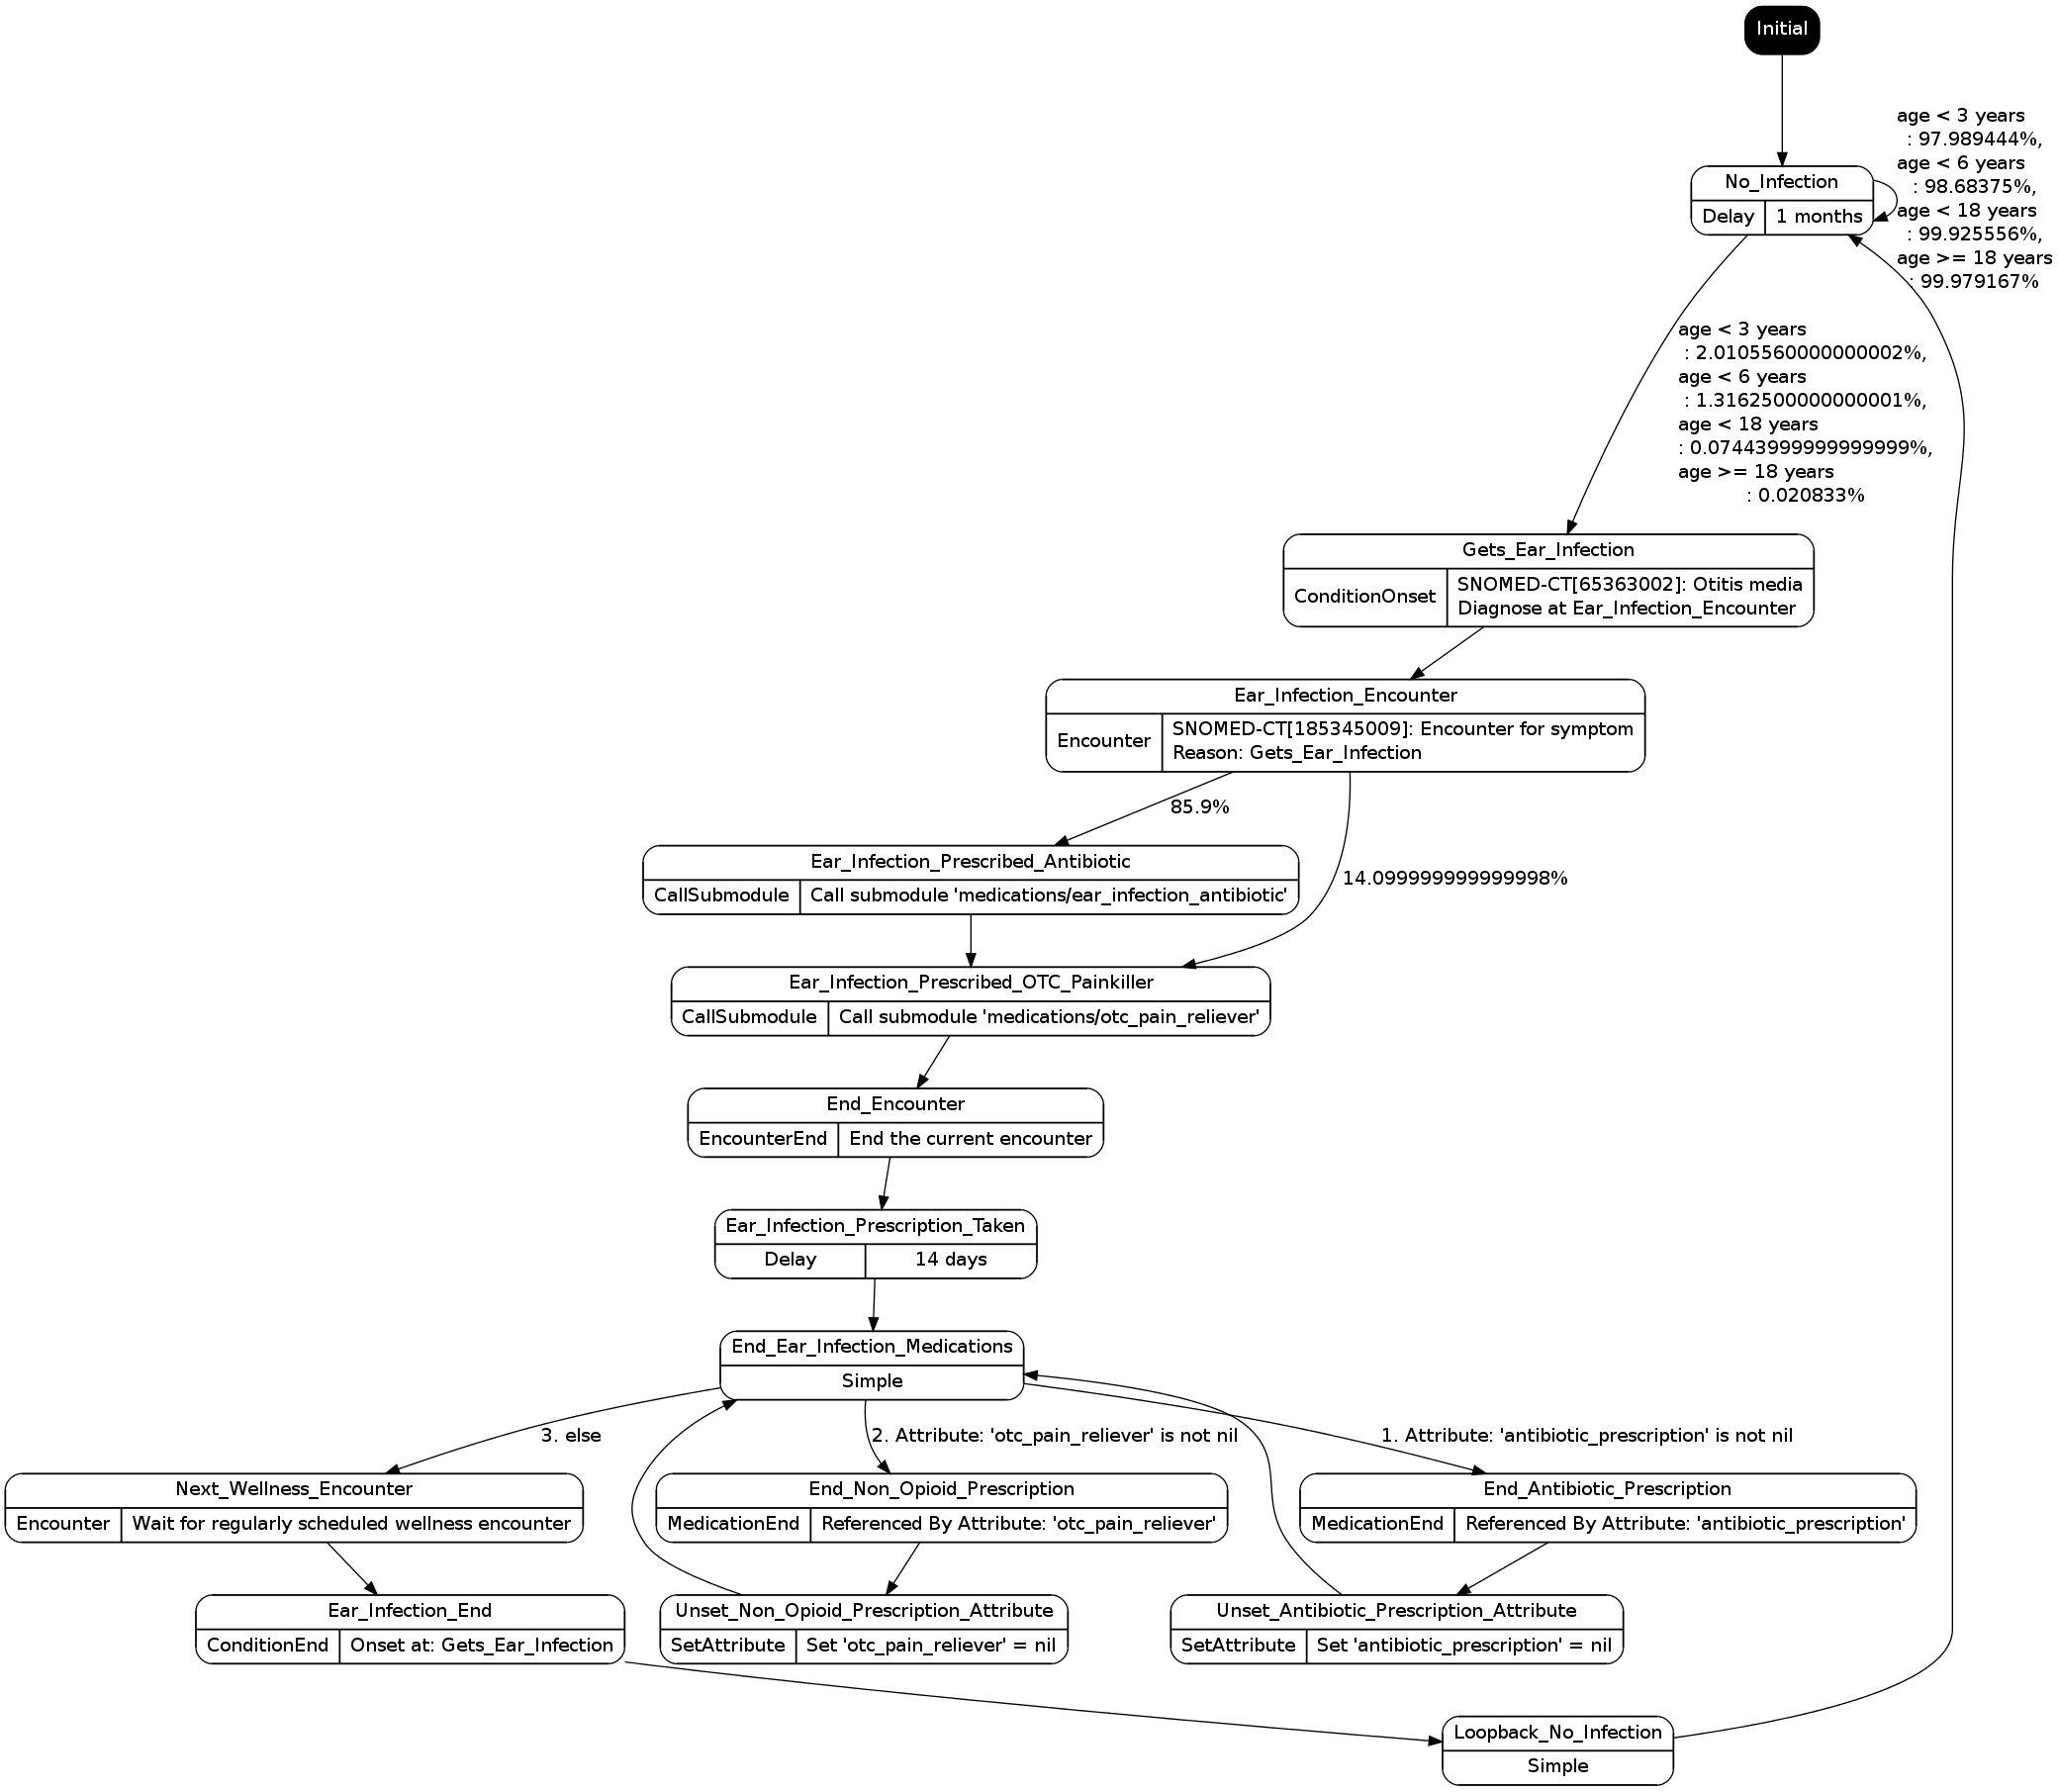 Initial
age < 3 years
: 97.989444%,
age < 6 years
: 98.68375%,
age < 18 years
: 99.925556%,
age >= 18 years
: 99.979167%
No_Infection
Delay
1 months
age < 3 years
: 2.0105560000000002%,
age < 6 years
: 1.3162500000000001%,
age < 18 years
: 0.07443999999999999%,
age >= 18 years
: 0.020833%
Gets_Ear_Infection
ConditionOnset
SNOMED-CT[65363002]: Otitis media
Diagnose at Ear_Infection_Encounter
Ear_Infection_Encounter
Encounter
SNOMED-CT[185345009]: Encounter for symptom
Reason: Gets_Ear_Infection
85.9%
Ear_Infection_Prescribed_Antibiotic
CallSubmodule
Call submodule 'medications/ear_infection_antibiotic'
14.099999999999998%
Ear_Infection_Prescribed_OTC_Painkiller
CallSubmodule
Call submodule 'medications/otc_pain_reliever'
End_Encounter
EncounterEnd
End the current encounter
Ear_Infection_Prescription_Taken
Delay
14 days
End_Ear_Infection_Medications
Simple
3. else
2. Attribute: 'otc_pain_reliever' is not nil
1. Attribute: 'antibiotic_prescription' is not nil
Next_Wellness_Encounter
Encounter
Wait for regularly scheduled wellness encounter
End_Non_Opioid_Prescription
MedicationEnd
Referenced By Attribute: 'otc_pain_reliever'
End_Antibiotic_Prescription
MedicationEnd
Referenced By Attribute: 'antibiotic_prescription'
Ear_Infection_End
ConditionEnd
Onset at: Gets_Ear_Infection
Unset_Non_Opioid_Prescription_Attribute
SetAttribute
Set 'otc_pain_reliever' = nil
Unset_Antibiotic_Prescription_Attribute
SetAttribute
Set 'antibiotic_prescription' = nil
Loopback_No_Infection
Simple